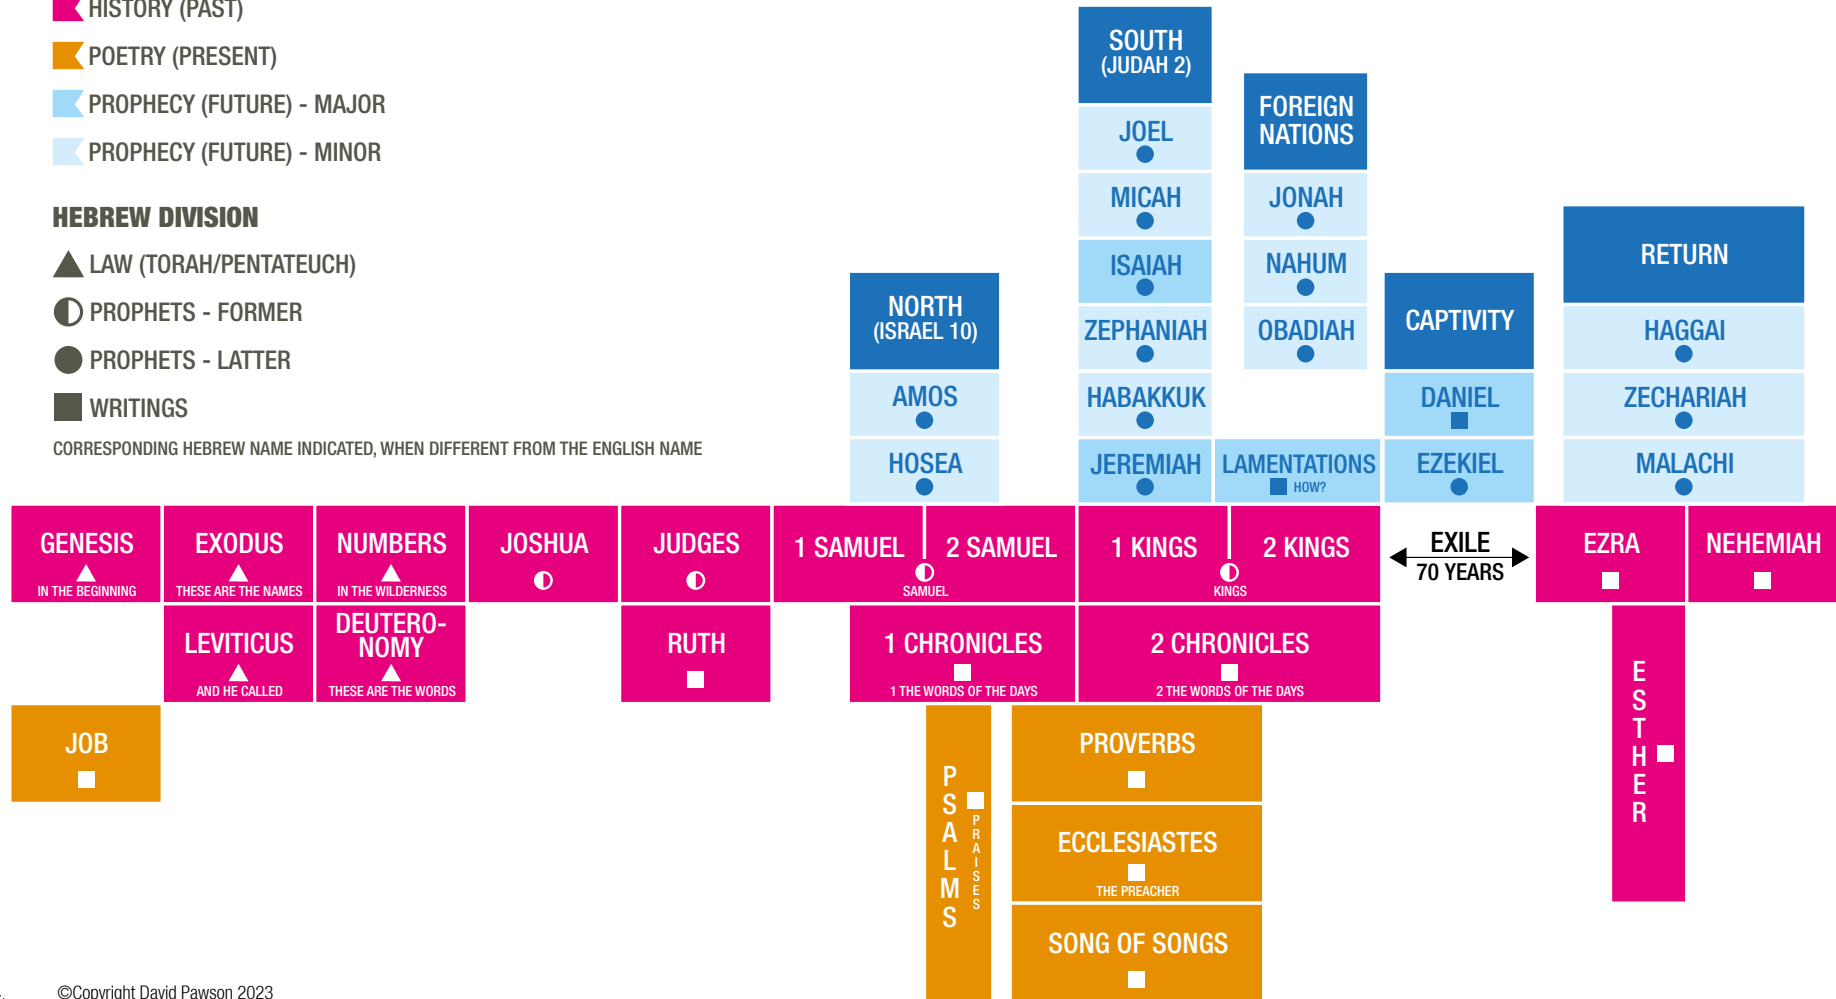 HISTORY (PAST)
POETRY (PRESENT)
PROPHECY (FUTURE) - MAJOR
PROPHECY (FUTURE) - MINOR
HEBREW DIVISION
LAW (TORAH/PENTATEUCH)
PROPHETS - FORMER
PROPHETS - LATTER
WRITINGS
CORRESPONDING HEBREW NAME INDICATED, WHEN DIFFERENT FROM THE ENGLISH NAME
NORTH
(ISRAEL 10)
AMOS
HOSEA
SOUTH
(JUDAH 2)
JOEL
MICAH
ISAIAH
ZEPHANIAH
HABAKKUK
JEREMIAH
FOREIGN
NATIONS
JONAH
NAHUM
OBADIAH
LAMENTATIONS
HOW?
CAPTIVITY
DANIEL
EZEKIEL
RETURN
HAGGAI
ZECHARIAH
MALACHI
GENESIS
IN THE BEGINNING
EXODUS
THESE ARE THE NAMES
NUMBERS
IN THE WILDERNESS
JOSHUA
JUDGES
1 SAMUEL
2 SAMUEL
SAMUEL
1 KINGS
2 KINGS
KINGS
EXILE
70 YEARS
EZRA
NEHEMIAH
LEVITICUS
AND HE CALLED
DEUTERO-
NOMY
THESE ARE THE WORDS
RUTH
1 CHRONICLES
1 THE WORDS OF THE DAYS
2 CHRONICLES
2 THE WORDS OF THE DAYS
ESTHER
JOB
PSALMS
PRAISES
PROVERBS
ECCLESIASTES
THE PREACHER
SONG OF SONGS
©Copyright David Pawson 2023